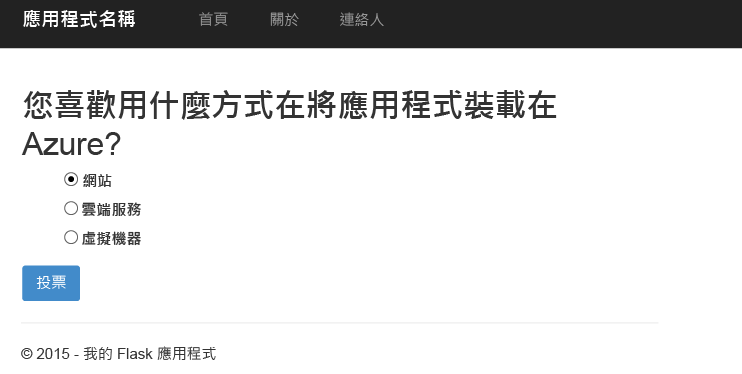 應用程式名稱 首頁 關於 連絡人
您喜歡用什麼方式在將應用程式裝載在
Azure?
網站
雲端服務
虛擬機器
投票
© 2015 - 我的 Flask 應用程式